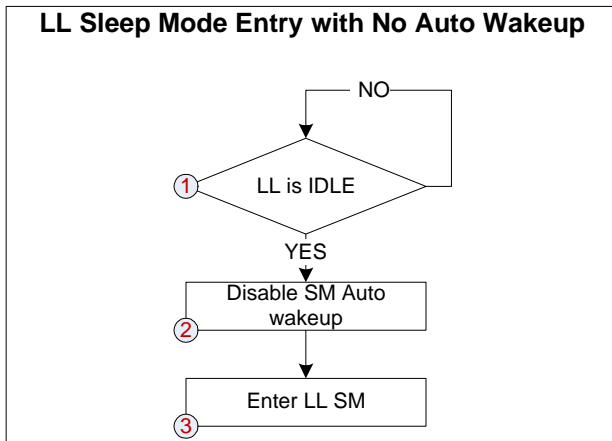 LL Sleep Mode Entry with No Auto Wakeup
NO
1
LL is IDLE
YES
Disable SM Auto
wakeup
2
Enter LL SM
3